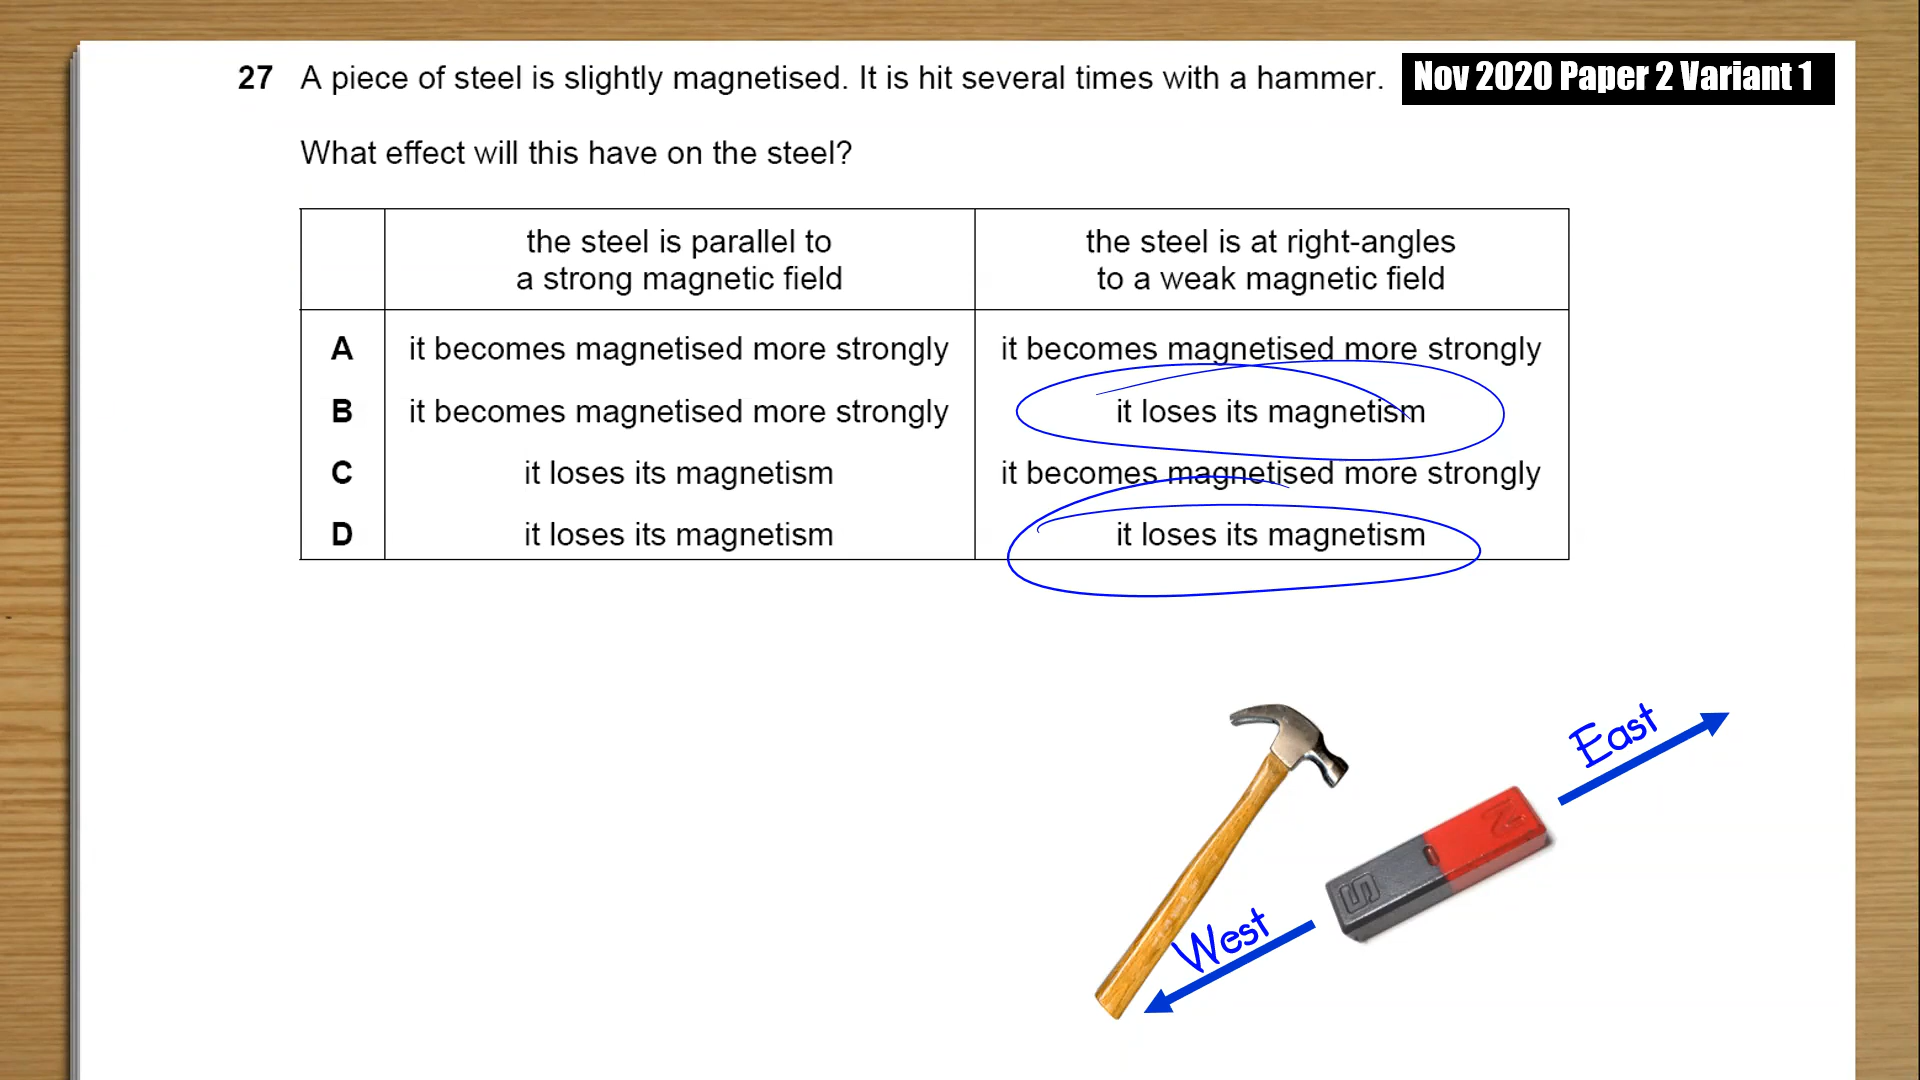 27 A piece of steel is slightly magnetised. It is hit several times with a hammer. Nov 2020 Paper 2 Variant 1
What effect will this have on the steel?
the steel is parallel to
a strong magnetic field
the steel is at right-angles
to a weak magnetic field
A it becomes magnetised more strongly it becomes magnetised more strongly
B it becomes magnetised more strongly it loses its magnetism
C it loses its magnetism it becomes magnetised more strongly
D it loses its magnetism it loses its magnetism
East
N
S
West